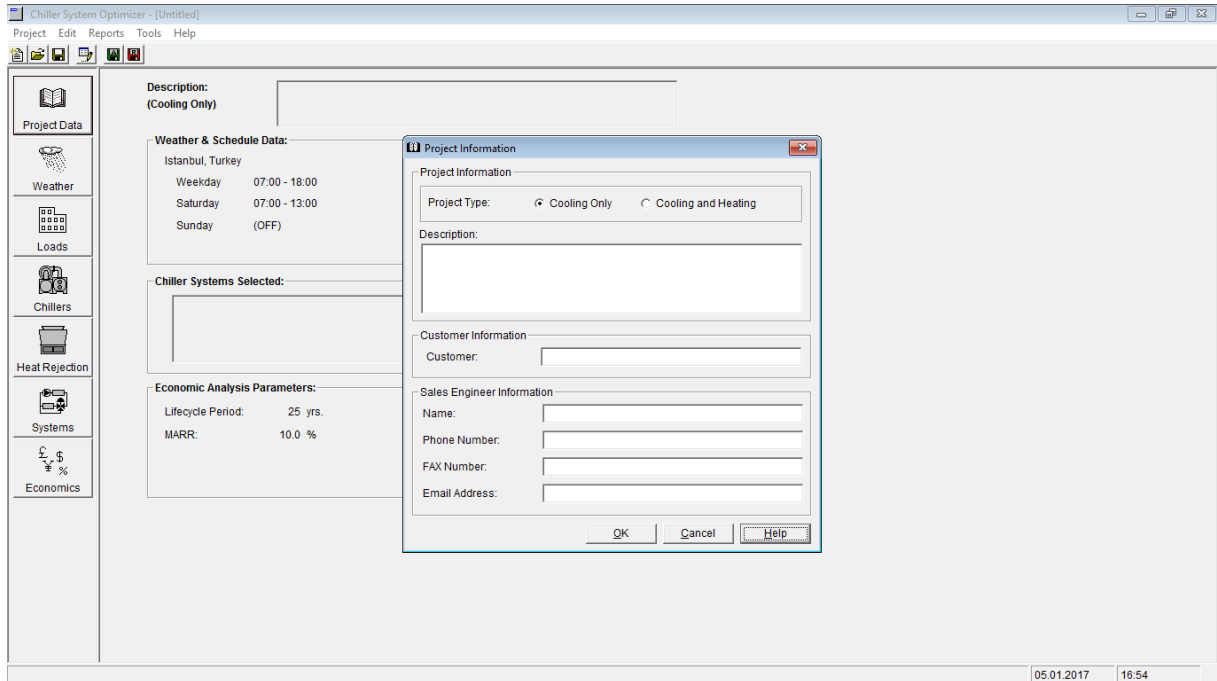 Chiller System Optimizer - [Untitled]
Project Edit Reports Tools Help
Project Data
Weather
Loads
Chillers
Heat Rejection
Systems
£ $ ¥ %
Economics
Description:
(Cooling Only)
Weather & Schedule Data:
Istanbul, Turkey
Weekday 07:00 - 18:00
Saturday 07:00 - 13:00
Sunday (OFF)
Chiller Systems Selected:
Economic Analysis Parameters:
Lifecycle Period: 25 yrs.
MARR: 10.0 %
Project Information
Project Information
Project Type: Cooling Only Cooling and Heating
Description:
Customer Information
Customer:
Sales Engineer Information
Name:
Phone Number:
FAX Number:
Email Address:
OK Cancel Help
05.01.2017 16:54